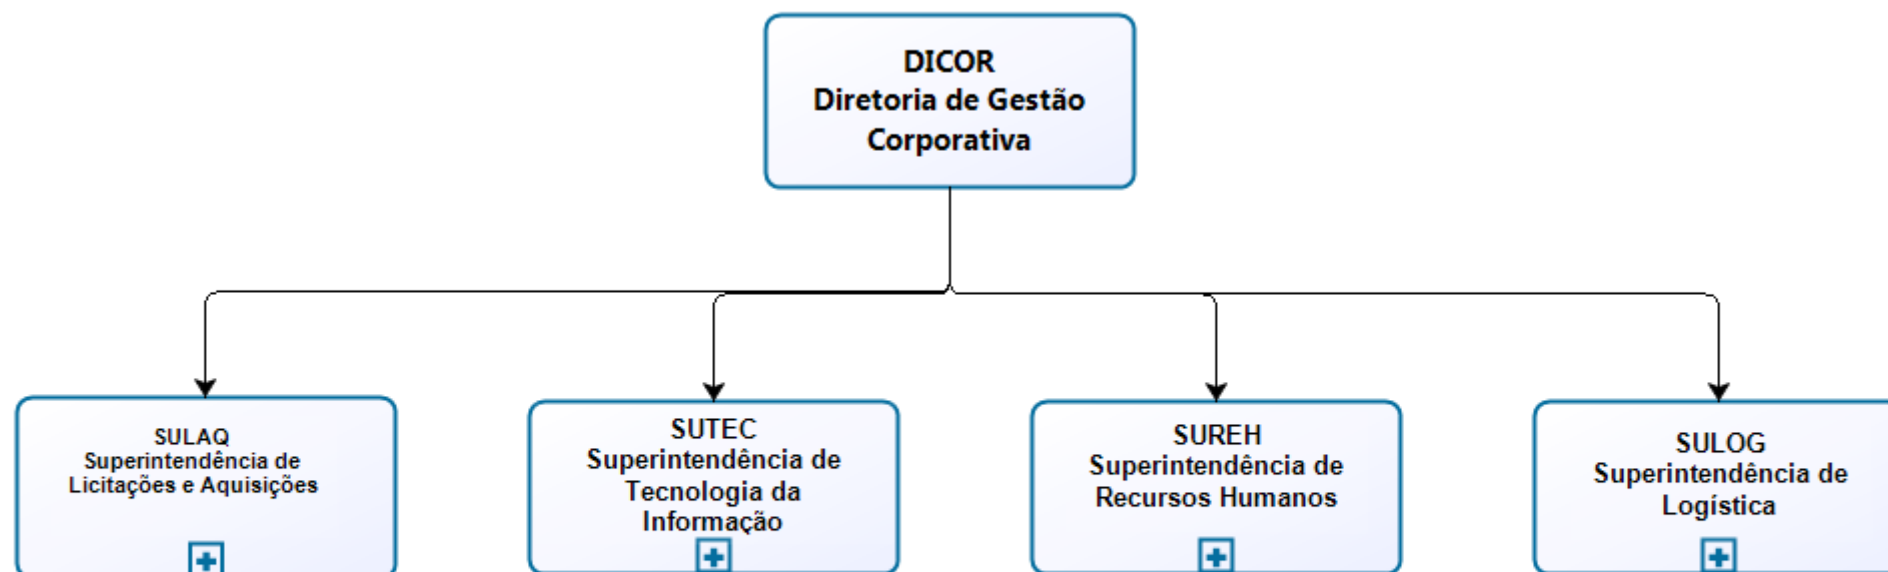 DICOR
Diretoria de Gestão
Corporativa
SULAQ
Superintendência de
Licitações e Aquisições
SUTEC
Superintendência de
Tecnologia da
Informação
SUREH
Superintendência de
Recursos Humanos
SULOG
Superintendência de
Logística